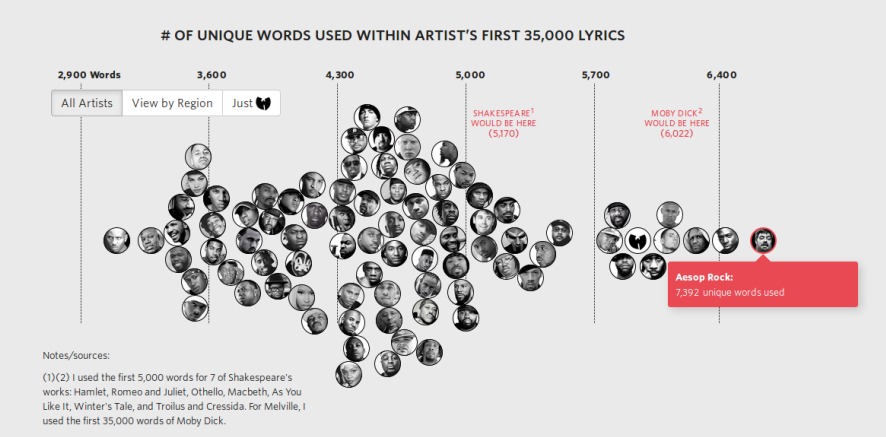 # OF UNIQUE WORDS USED WITHIN ARTIST'S FIRST 35,000 LYRICS
2,900 Words 3,600 4,300 5,000 5,700 6,400
All Artists View by Region Just
SHAKESPEARE¹
WOULD BE HERE
(5,170)
MOBY DICK²
WOULD BE HERE
(6,022)
Aesop Rock:
7,392 unique words used
Notes/sources:
(1)(2) I used the first 5,000 words for 7 of Shakespeare's
works: Hamlet, Romeo and Juliet, Othello, Macbeth, As You
Like It, Winter's Tale, and Troilus and Cressida. For Melville, I
used the first 35,000 words of Moby Dick.